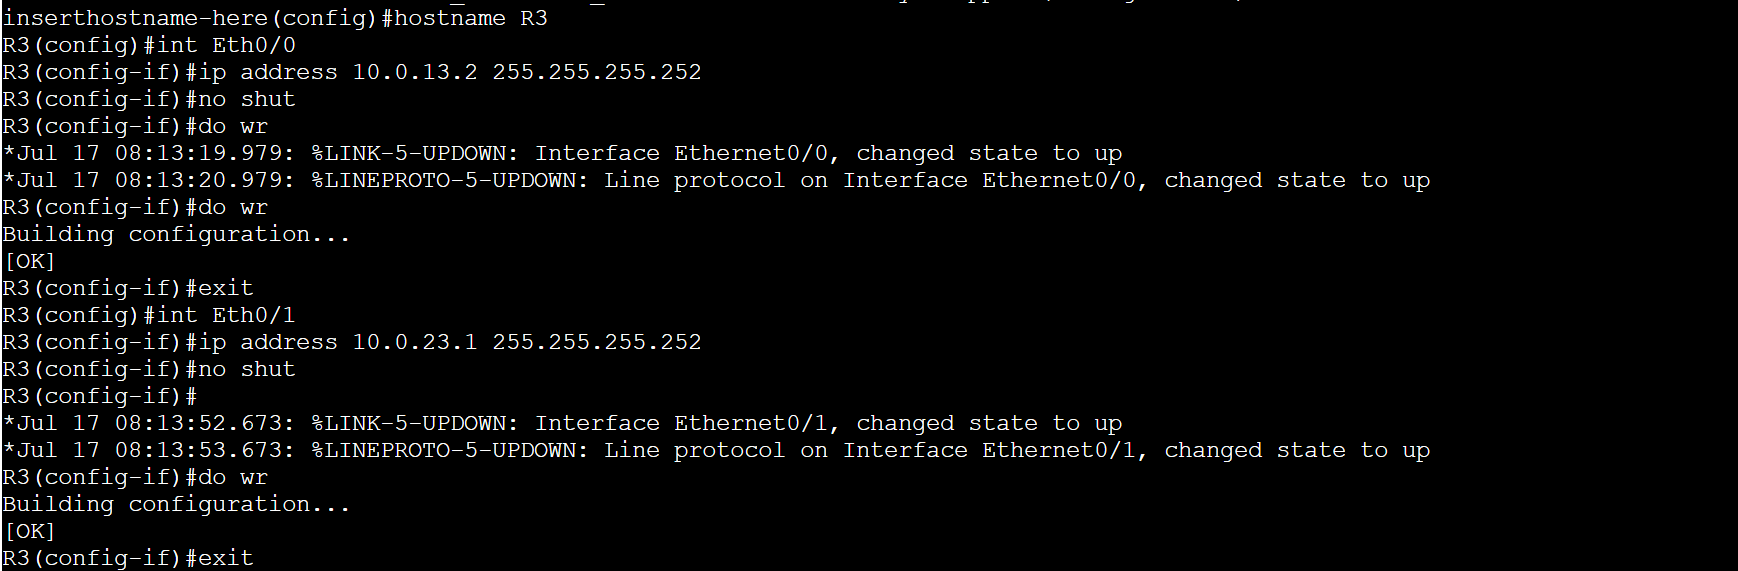 inserthostname-here(config)#hostname R3
R3(config)#int Eth0/0
R3(config-if)#ip address 10.0.13.2 255.255.255.252
R3(config-if)#no shut
R3(config-if)#do wr
*Jul 17 08:13:19.979: %LINK-5-UPDOWN: Interface Ethernet0/0, changed state to up
*Jul 17 08:13:20.979: %LINEPROTO-5-UPDOWN: Line protocol on Interface Ethernet0/0, changed state to up
R3(config-if)#do wr
Building configuration...
[OK]
R3(config-if)#exit
R3(config)#int Eth0/1
R3(config-if)#ip address 10.0.23.1 255.255.255.252
R3(config-if)#no shut
R3(config-if)#
*Jul 17 08:13:52.673: %LINK-5-UPDOWN: Interface Ethernet0/1, changed state to up
*Jul 17 08:13:53.673: %LINEPROTO-5-UPDOWN: Line protocol on Interface Ethernet0/1, changed state to up
R3(config-if)#do wr
Building configuration...
[OK]
R3(config-if)#exit